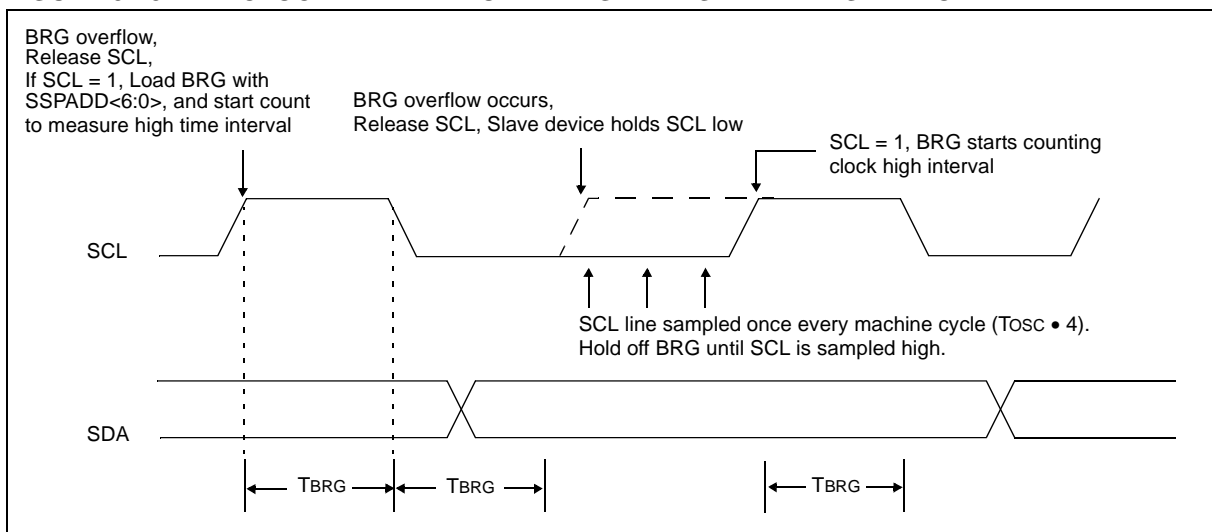 BRG overflow,
Release SCL,
If SCL = 1, Load BRG with
SSPADD<6:0>, and start count
to measure high time interval
BRG overflow occurs,
Release SCL, Slave device holds SCL low
SCL = 1, BRG starts counting
clock high interval
SCL
SCL line sampled once every machine cycle (TOSC • 4).
Hold off BRG until SCL is sampled high.
SDA
TBRG
TBRG
TBRG